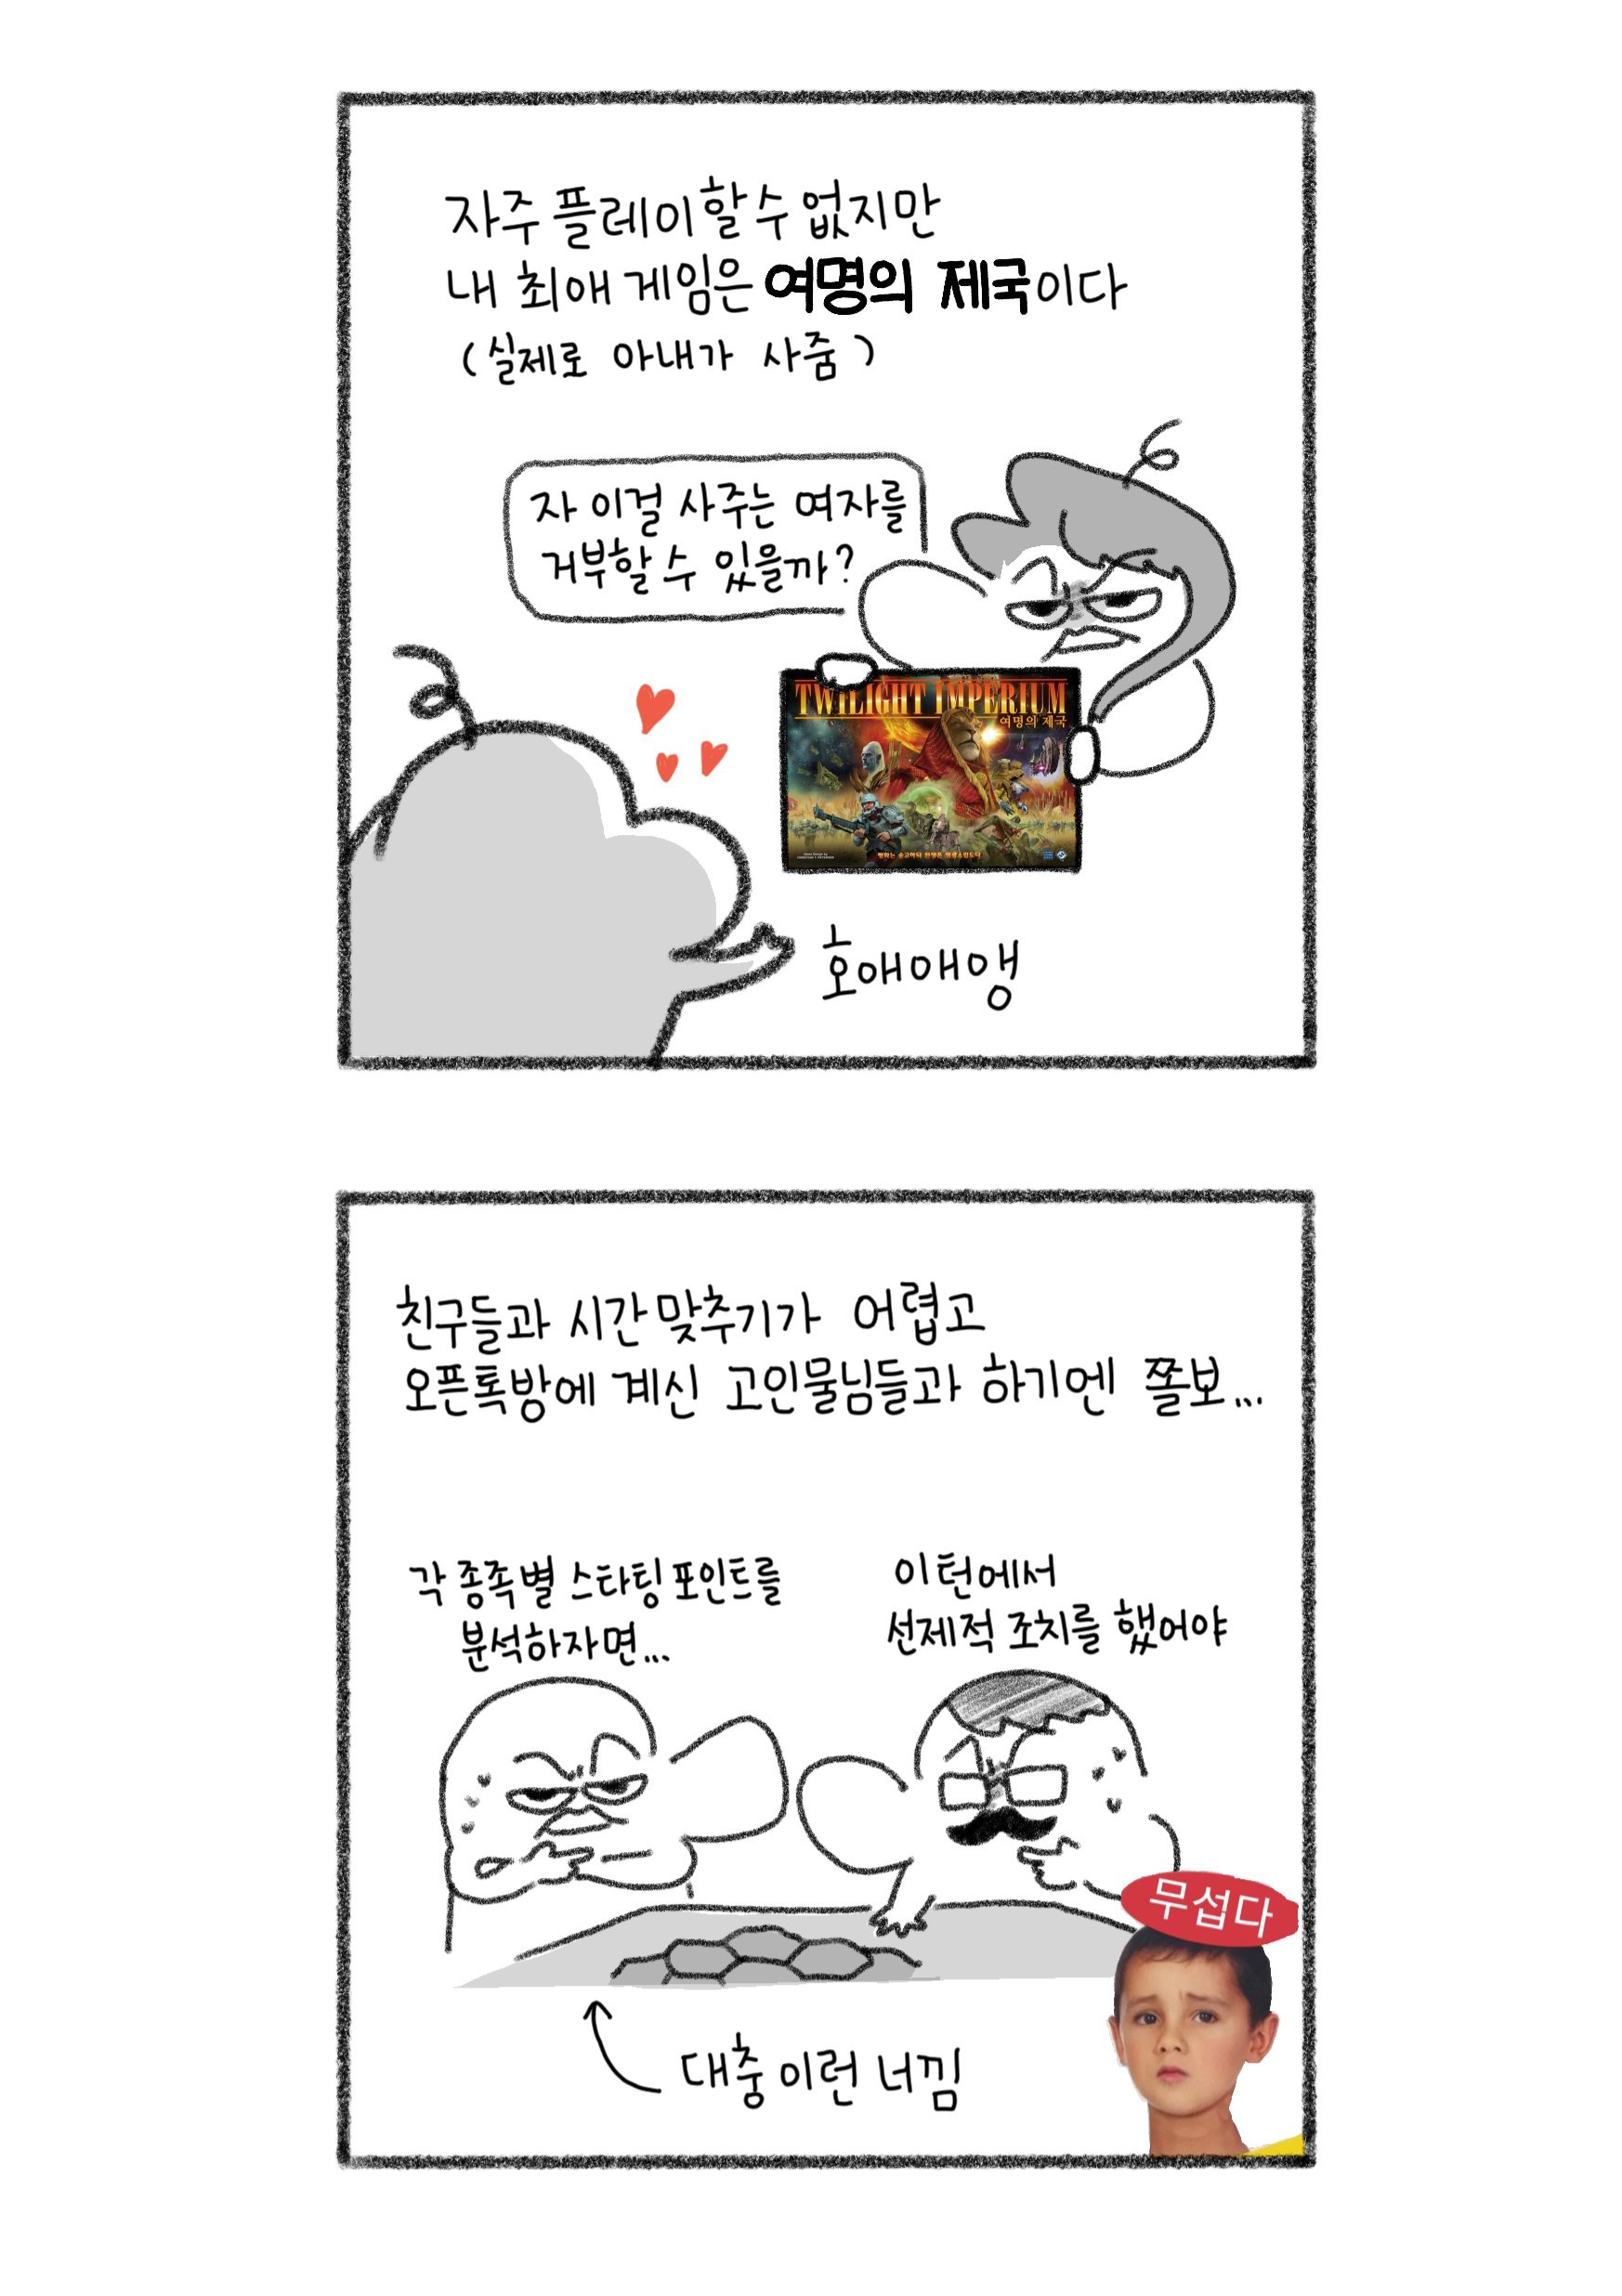 자주 플레이할 수 없지만
내 최애 게임은 여명의 제국이다
(실제로 아내가 사줌)
자 이걸 사주는 여자를
거부할 수 있을까?
TWILIGHT IMPERIUM
여명의 제국
호애애앵
친구들과 시간 맞추기가 어렵고
오픈톡방에 계신 고인물님들과 하기엔 쫄보...
각 종족별 스타팅 포인트를
분석하자면...
이 턴에서
선제적 조치를 했어야
무섭다
대충 이런 너낌